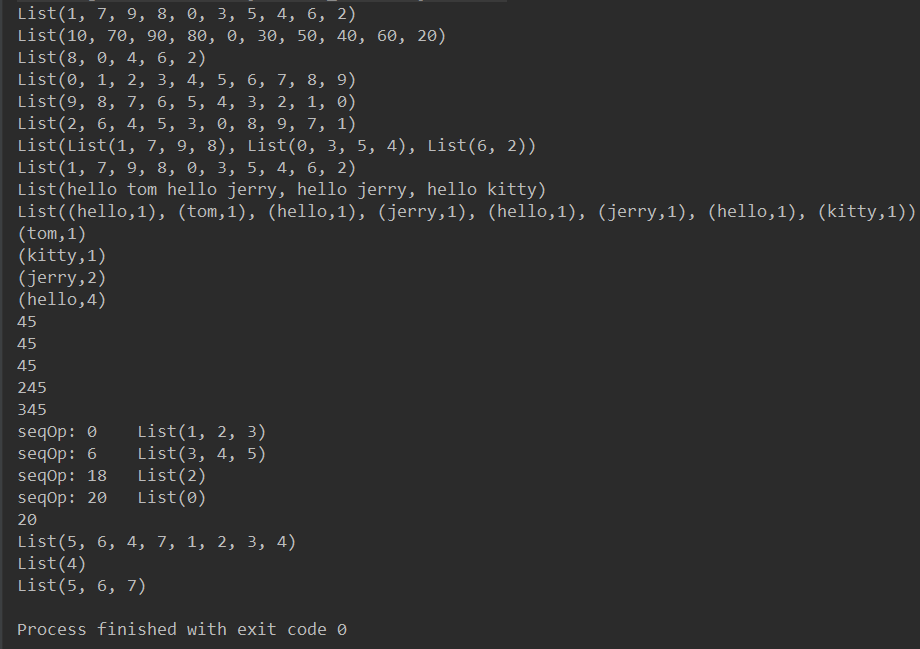 List(1, 7, 9, 8, 0, 3, 5, 4, 6, 2)
List(10, 70, 90, 80, 0, 30, 50, 40, 60, 20)
List(8, 0, 4, 6, 2)
List(0, 1, 2, 3, 4, 5, 6, 7, 8, 9)
List(9, 8, 7, 6, 5, 4, 3, 2, 1, 0)
List(2, 6, 4, 5, 3, 0, 8, 9, 7, 1)
List(List(1, 7, 9, 8), List(0, 3, 5, 4), List(6, 2))
List(1, 7, 9, 8, 0, 3, 5, 4, 6, 2)
List(hello tom hello jerry, hello jerry, hello kitty)
List((hello,1), (tom,1), (hello,1), (jerry,1), (hello,1), (jerry,1), (hello,1), (kitty,1))
(tom,1)
(kitty,1)
(jerry,2)
(hello,4)
45
45
45
245
345
seqOp: 0    List(1, 2, 3)
seqOp: 6    List(3, 4, 5)
seqOp: 18   List(2)
seqOp: 20   List(0)
20
List(5, 6, 4, 7, 1, 2, 3, 4)
List(4)
List(5, 6, 7)
Process finished with exit code 0